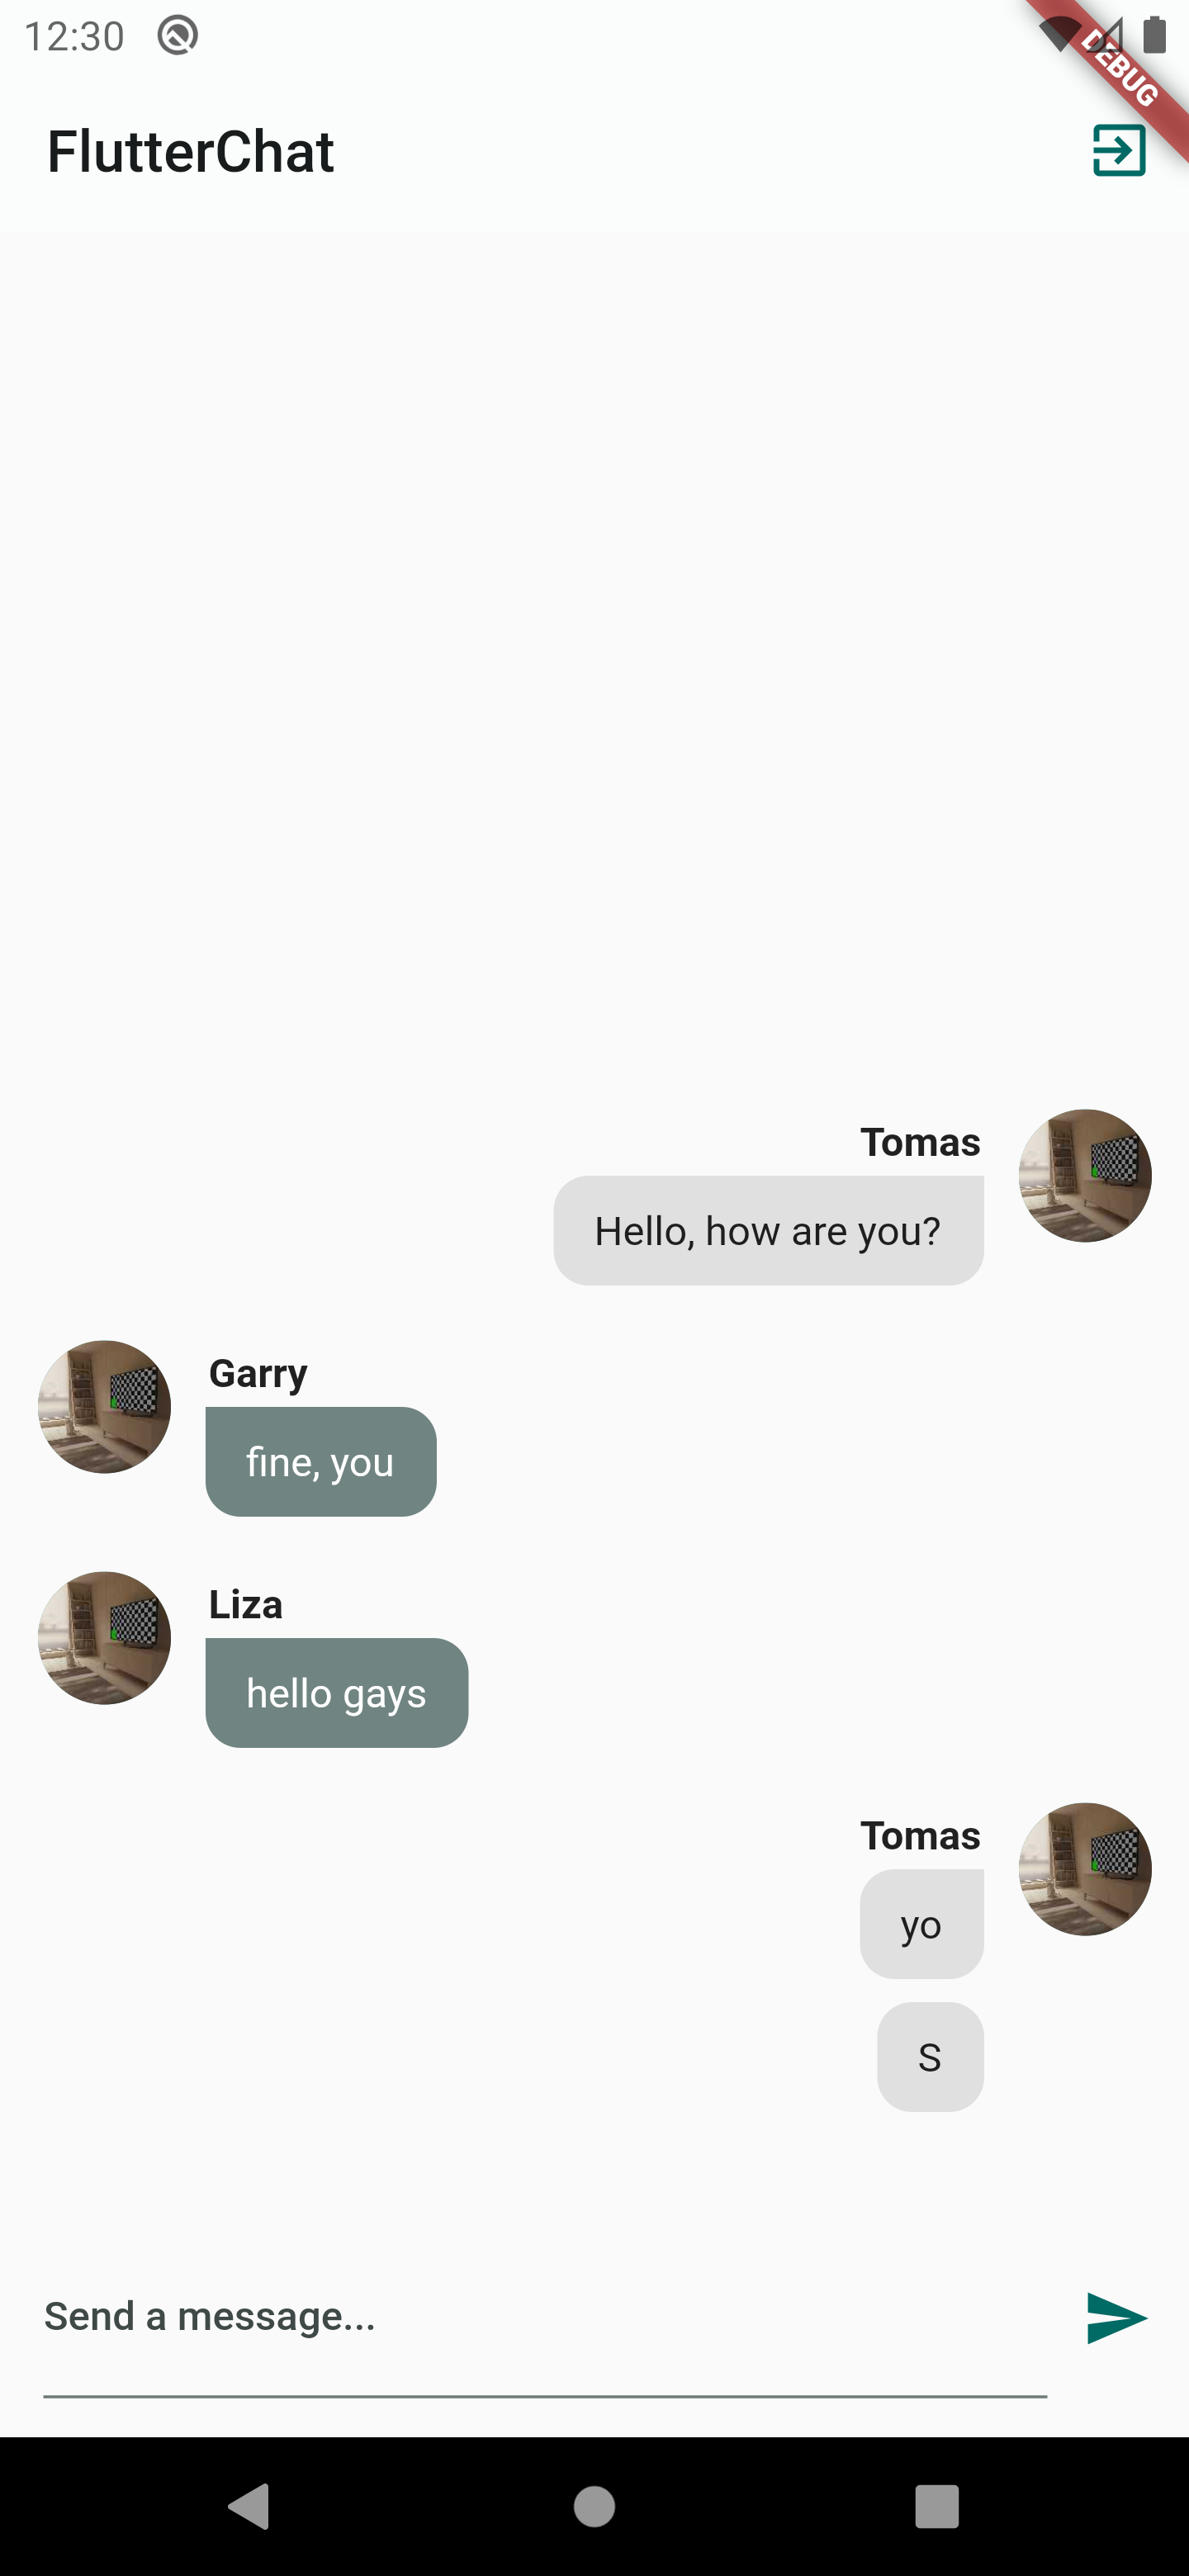 12:30
DEBUG
FlutterChat
Tomas
Hello, how are you?
Garry
fine, you
Liza
hello gays
Tomas
yo
S
Send a message...